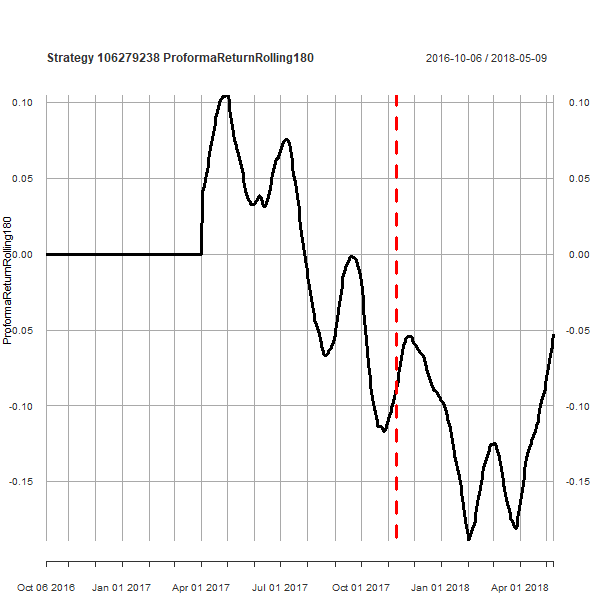 Strategy 106279238 ProformaReturnRolling180
2016-10-06 / 2018-05-09
ProformaReturnRolling180
0.10
0.05
0.00
-0.05
-0.10
-0.15
0.10
0.05
0.00
-0.05
-0.10
-0.15
Oct 06 2016
Jan 01 2017
Apr 01 2017
Jul 01 2017
Oct 01 2017
Jan 01 2018
Apr 01 2018